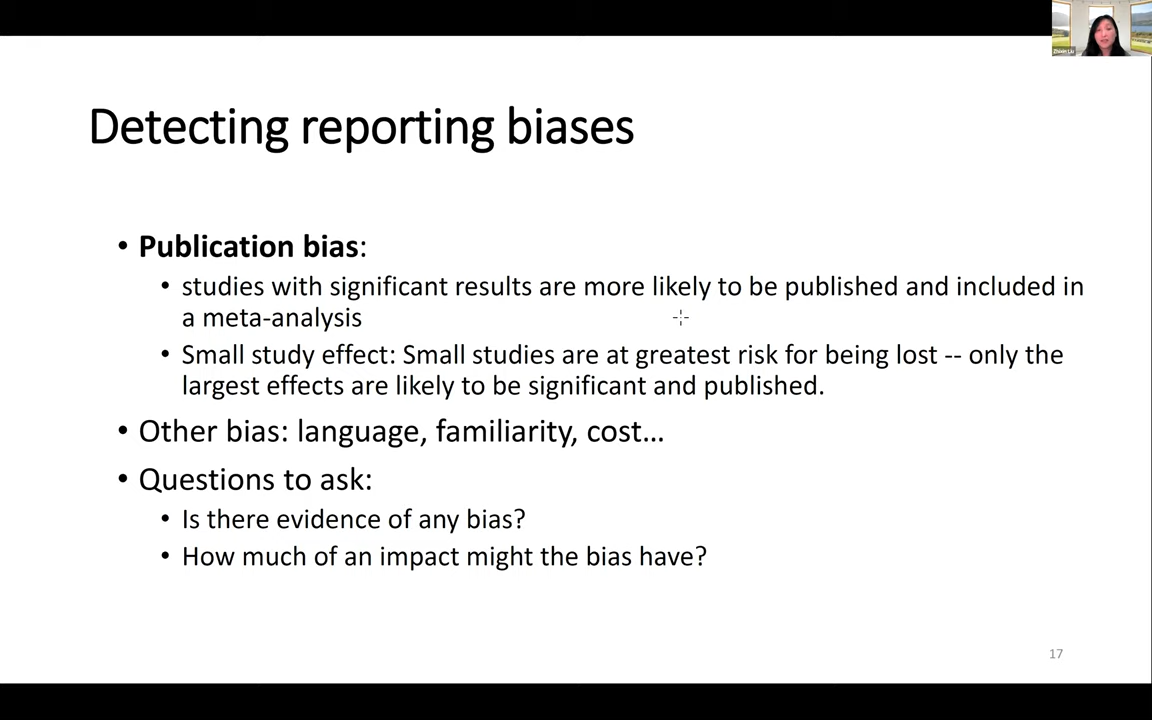 Detecting reporting biases
• Publication bias:
• studies with significant results are more likely to be published and included in
a meta-analysis
• Small study effect: Small studies are at greatest risk for being lost -- only the
largest effects are likely to be significant and published.
• Other bias: language, familiarity, cost...
• Questions to ask:
• Is there evidence of any bias?
• How much of an impact might the bias have?
17